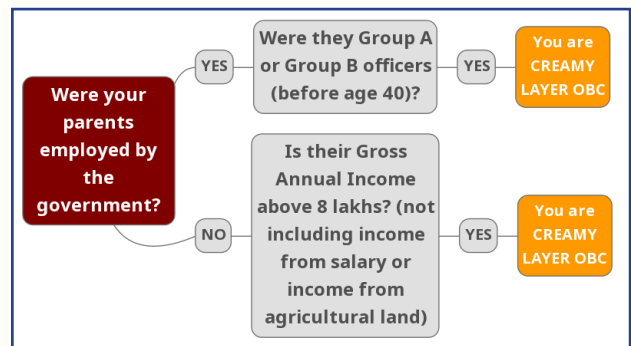 Were your
parents
employed by
the
government?
YES
Were they Group A
or Group B officers
(before age 40)?
YES
You are
CREAMY
LAYER OBC
NO
Is their Gross
Annual Income
above 8 lakhs? (not
including income
from salary or
income from
agricultural land)
YES
You are
CREAMY
LAYER OBC